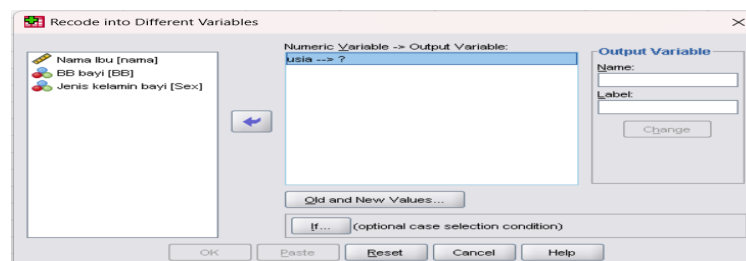 Recode into Different Variables
Nama Ibu [nama]
BB bayi [BB]
Jenis kelamin bayi [Sex]
Numeric Variable -> Output Variable:
usia --> ?
Old and New Values...
If... (optional case selection condition)
Output Variable
Name:
Label:
Change
OK Paste Reset Cancel Help